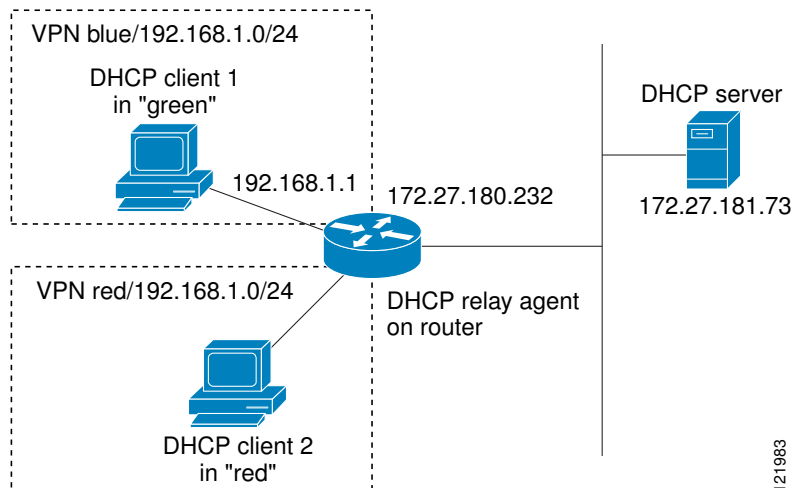 VPN blue/192.168.1.0/24
DHCP client 1
in "green"
192.168.1.1
172.27.180.232
DHCP server
172.27.181.73
VPN red/192.168.1.0/24
DHCP relay agent
on router
DHCP client 2
in "red"
121983